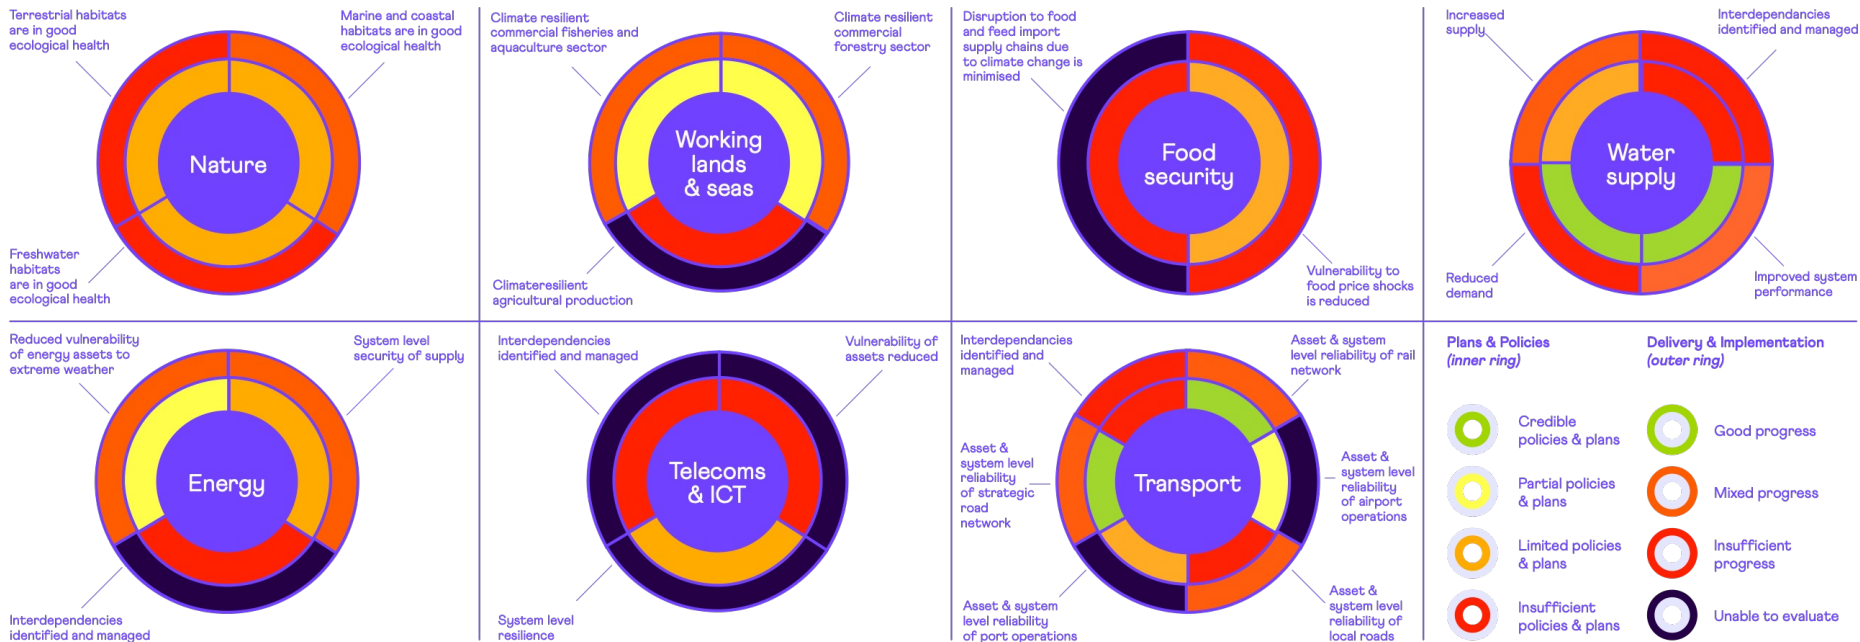 Terrestrial habitats
are in good
ecological health
Marine and coastal
habitats are in good
ecological health
Nature
Freshwater
habitats
are in good
ecological health
Climate resilient
commercial fisheries and
aquaculture sector
Climate resilient
commercial
forestry sector
Working
lands
& seas
Climateresilient
agricultural production
Disruption to food
and feed import
supply chains due
to climate change is
minimised
Food
security
Vulnerability to
food price shocks
is reduced
Increased
supply
Interdependancies
identified and managed
Water
supply
Reduced
demand
Improved system
performance
Reduced vulnerability
of energy assets to
extreme weather
System level
security of supply
Energy
Interdependencies
identified and managed
Interdependencies
identified and managed
Vulnerability of
assets reduced
Telecoms
& ICT
System level
resilience
Interdependancies
identified and
managed
Asset & system
level reliability of rail
network
Asset &
system level
reliability
of strategic
road
network
Transport
Asset &
system level
reliability
of airport
operations
Asset & system
level reliability
of port operations
Asset &
system level
reliability of
local roads
Plans & Policies
(inner ring)
Delivery & Implementation
(outer ring)
Credible
policies & plans
Good progress
Partial policies
& plans
Mixed progress
Limited policies
& plans
Insufficient
progress
Insufficient
policies & plans
Unable to evaluate